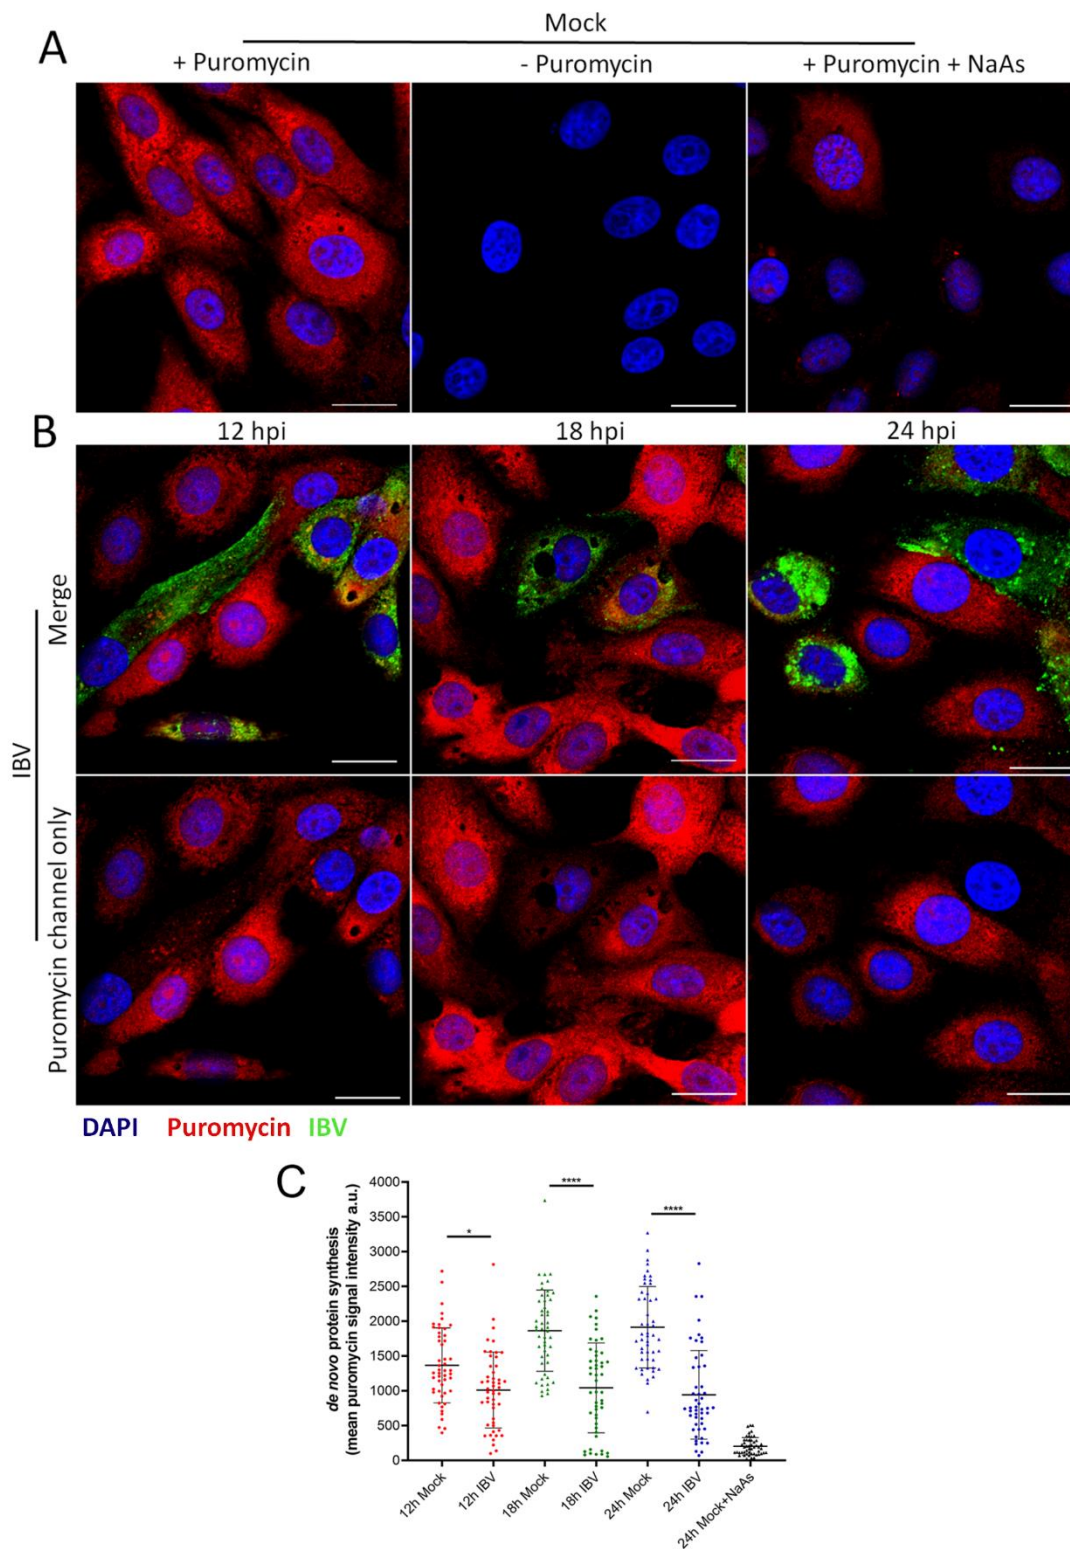 Mock
A
+ Puromycin
- Puromycin
+ Puromycin + NaAs
B
12 hpi
18 hpi
24 hpi
IBV
Merge
Puromycin channel only
DAPI Puromycin IBV
C
de novo protein synthesis
(mean puromycin signal intensity a.u.)
4000
3500
3000
2500
2000
1500
1000
500
0
*
****
****
12h Mock
12h IBV
18h Mock
18h IBV
24h Mock
24h IBV
24h Mock+NaAs